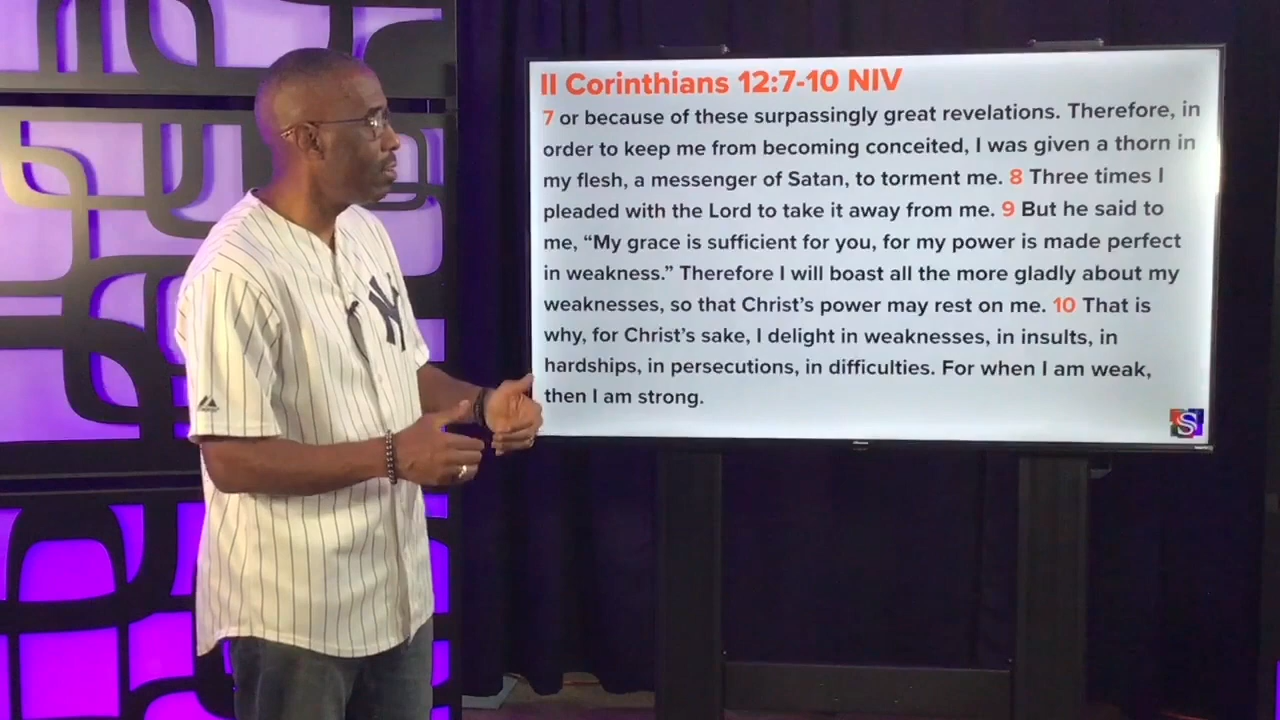 II Corinthians 12:7-10 NIV
7 or because of these surpassingly great revelations. Therefore, in
order to keep me from becoming conceited, I was given a thorn in
my flesh, a messenger of Satan, to torment me. 8 Three times I
pleaded with the Lord to take it away from me. 9 But he said to
me, “My grace is sufficient for you, for my power is made perfect
in weakness.” Therefore I will boast all the more gladly about my
weaknesses, so that Christ’s power may rest on me. 10 That is
why, for Christ’s sake, I delight in weaknesses, in insults, in
hardships, in persecutions, in difficulties. For when I am weak,
then I am strong.
S
NY